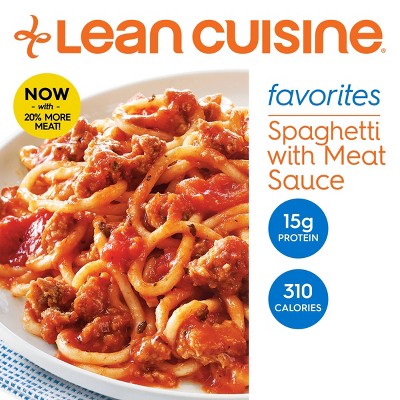 LEAN CUISINE®
NOW
- with -
20% MORE
MEAT!
favorites
Spaghetti
with Meat
Sauce
15g
PROTEIN
310
CALORIES